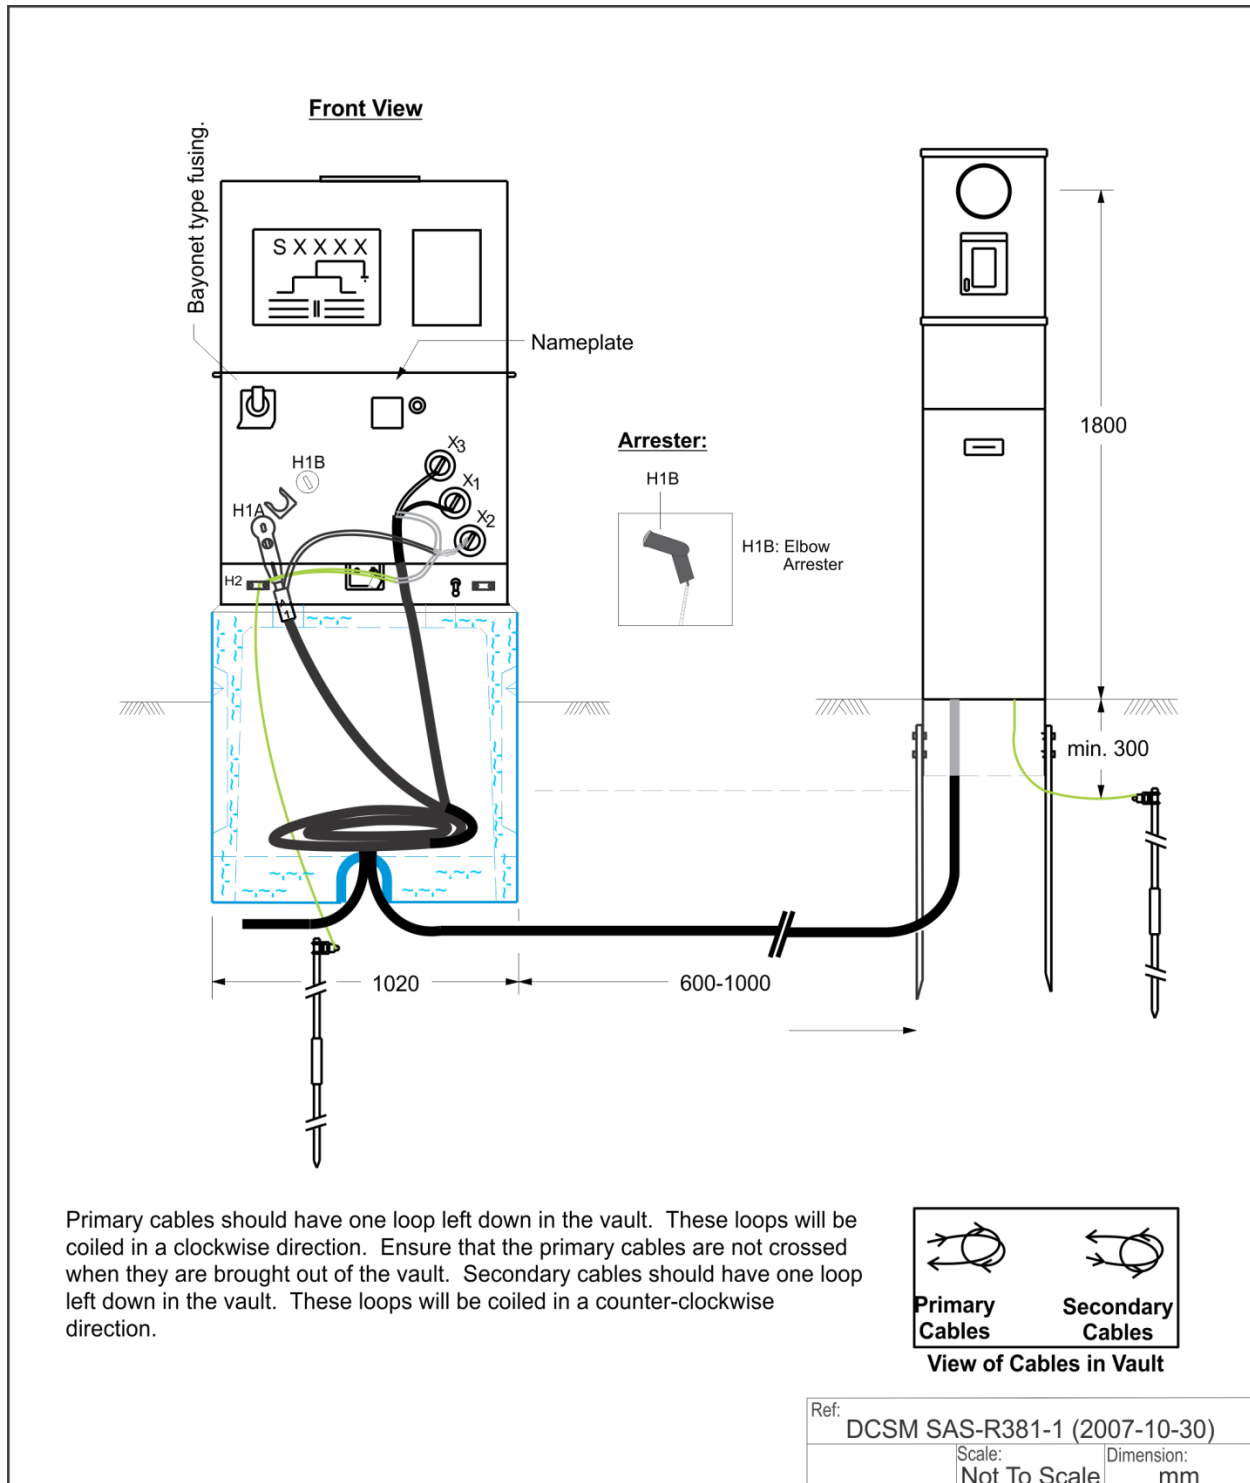 Front View
Bayonet type fusing.
S X X X X
Nameplate
X3
X1
X2
H1B
H1A
H2
A
1
Arrester:
H1B
H1B: Elbow
Arrester
1800
min. 300
1020
600-1000
Primary cables should have one loop left down in the vault. These loops will be
coiled in a clockwise direction. Ensure that the primary cables are not crossed
when they are brought out of the vault. Secondary cables should have one loop
left down in the vault. These loops will be coiled in a counter-clockwise
direction.
Primary
Cables
Secondary
Cables
View of Cables in Vault
Ref:
DCSM SAS-R381-1 (2007-10-30)
Scale:
Not To Scale
Dimension:
mm